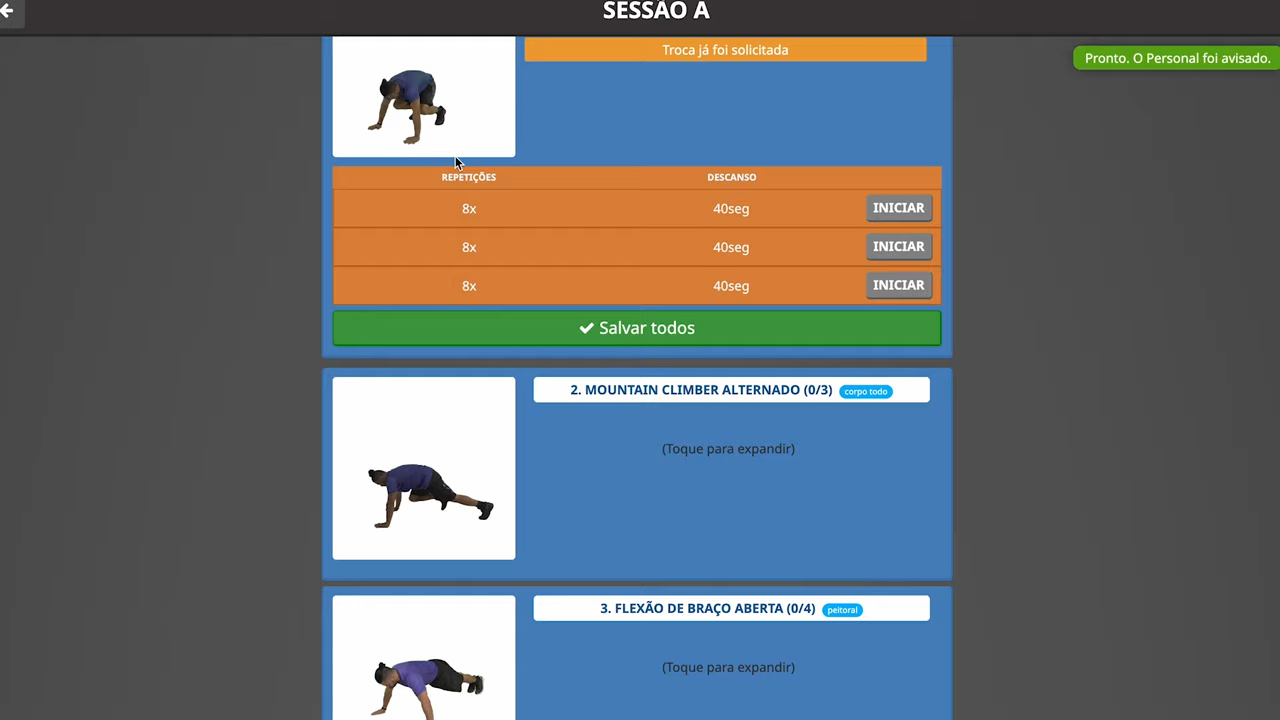 SESSÃO A
Troca já foi solicitada
Pronto. O Personal foi avisado.
REPETIÇÕES DESCANSO
8x 40seg INICIAR
8x 40seg INICIAR
8x 40seg INICIAR
Salvar todos
2. MOUNTAIN CLIMBER ALTERNADO (0/3) corpo todo
(Toque para expandir)
3. FLEXÃO DE BRAÇO ABERTA (0/4) peitoral
(Toque para expandir)